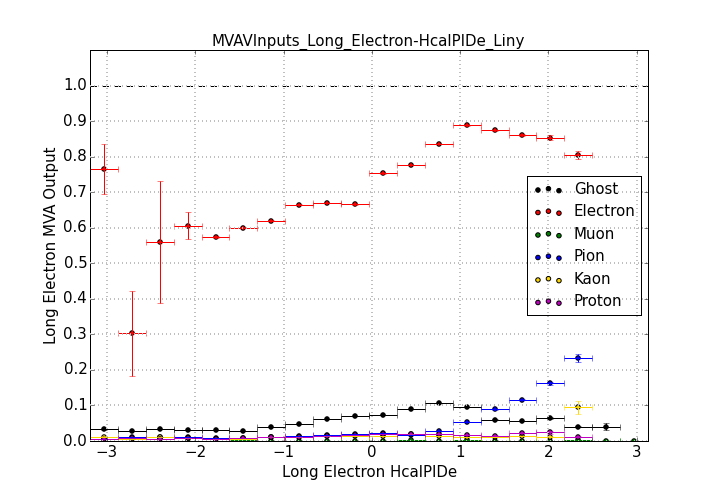 MVAVInputs_Long_Electron-HcalPIDe_Liny
Long Electron MVA Output
1.0
0.9
0.8
0.7
0.6
0.5
0.4
0.3
0.2
0.1
0.0
Ghost
Electron
Muon
Pion
Kaon
Proton
−3 −2 −1 0 1 2 3
Long Electron HcalPIDe